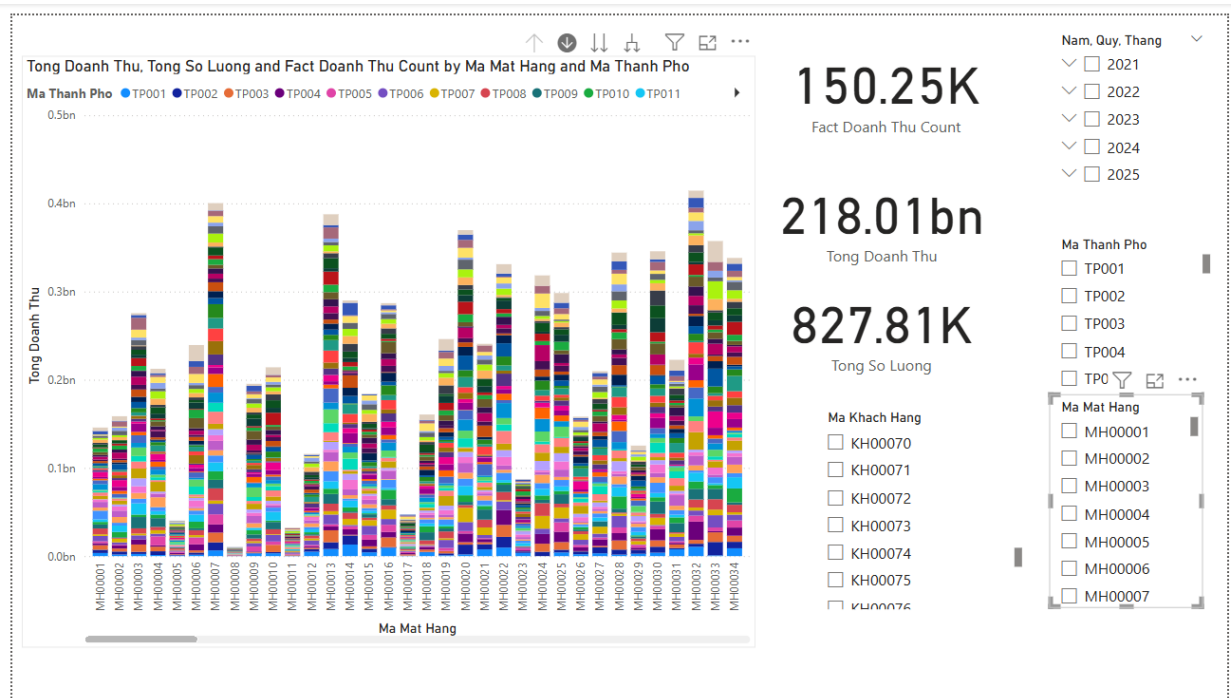 Tong Doanh Thu, Tong So Luong and Fact Doanh Thu Count by Ma Mat Hang and Ma Thanh Pho
Ma Thanh Pho TP001 TP002 TP003 TP004 TP005 TP006 TP007 TP008 TP009 TP010 TP011
0.5bn
0.4bn
0.3bn
0.2bn
0.1bn
0.0bn
Tong Doanh Thu
MH00001
MH00002
MH00003
MH00004
MH00005
MH00006
MH00007
MH00008
MH00009
MH00010
MH00011
MH00012
MH00013
MH00014
MH00015
MH00016
MH00017
MH00018
MH00019
MH00020
MH00021
MH00022
MH00023
MH00024
MH00025
MH00026
MH00027
MH00028
MH00029
MH00030
MH00031
MH00032
MH00033
MH00034
Ma Mat Hang
150.25K
Fact Doanh Thu Count
218.01bn
Tong Doanh Thu
827.81K
Tong So Luong
Ma Khach Hang
KH00070
KH00071
KH00072
KH00073
KH00074
KH00075
KH00076
Nam, Quy, Thang
2021
2022
2023
2024
2025
Ma Thanh Pho
TP001
TP002
TP003
TP004
TP0
Ma Mat Hang
MH00001
MH00002
MH00003
MH00004
MH00005
MH00006
MH00007